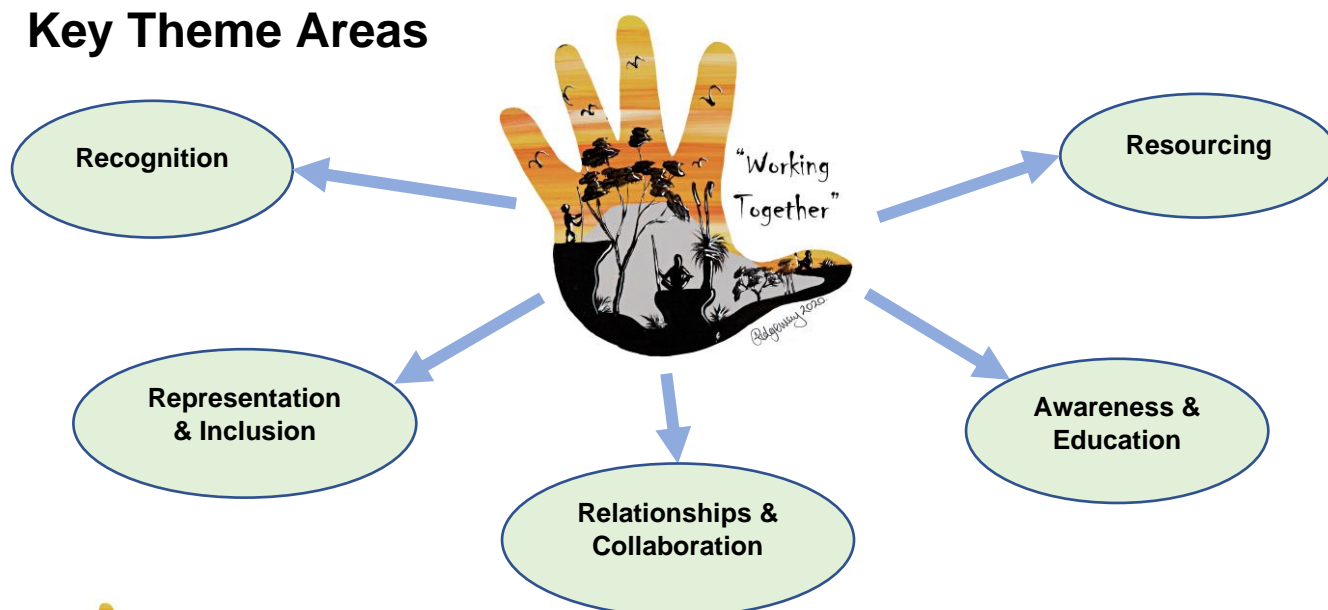 Key Theme Areas
Recognition
"Working
Together"
Resourcing
Representation
& Inclusion
Awareness &
Education
Relationships &
Collaboration